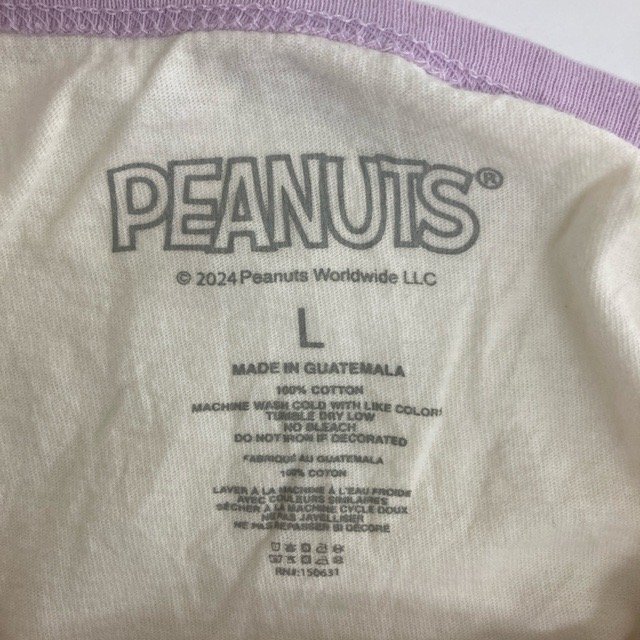 PEANUTS®
© 2024 Peanuts Worldwide LLC
L
MADE IN GUATEMALA
100% COTTON
MACHINE WASH COLD WITH LIKE COLORS
TUMBLE DRY LOW
NO BLEACH
DO NOT IRON IF DECORATED
FABRIQUÉ AU GUATEMALA
100% COTON
LAVER À LA MACHINE À L'EAU FROIDE
AVEC COULEURS SIMILAIRES
SÉCHER À LA MACHINE CYCLE DOUX
NE PAS JAVELLISER
NE PAS REPASSER SI DÉCORÉ
RN#:150631